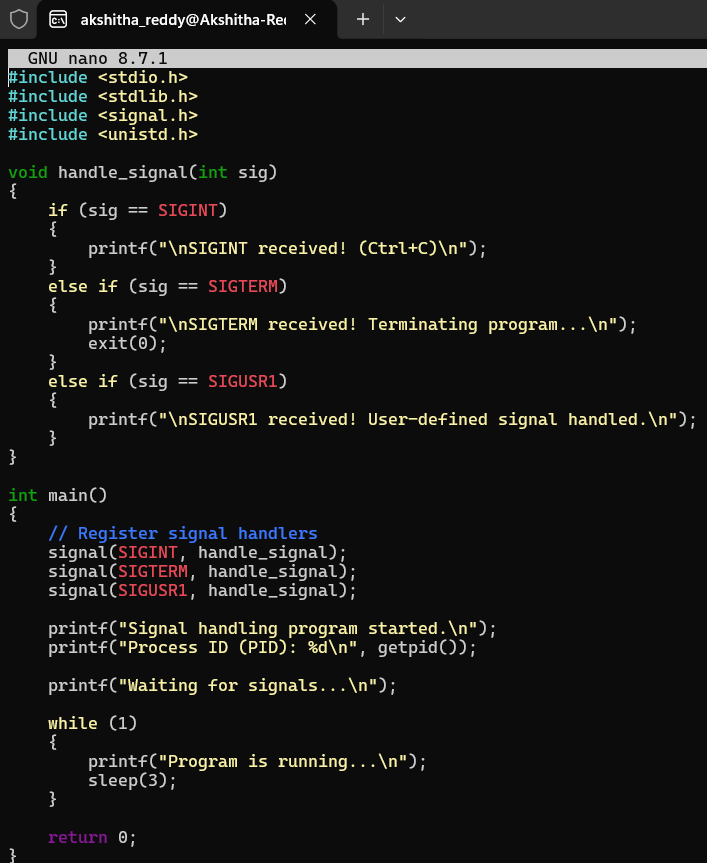 akshitha_reddy@Akshitha-Re
GNU nano 8.7.1
#include <stdio.h>
#include <stdlib.h>
#include <signal.h>
#include <unistd.h>

void handle_signal(int sig)
{
    if (sig == SIGINT)
    {
        printf("\nSIGINT received! (Ctrl+C)\n");
    }
    else if (sig == SIGTERM)
    {
        printf("\nSIGTERM received! Terminating program...\n");
        exit(0);
    }
    else if (sig == SIGUSR1)
    {
        printf("\nSIGUSR1 received! User-defined signal handled.\n");
    }
}

int main()
{
    // Register signal handlers
    signal(SIGINT, handle_signal);
    signal(SIGTERM, handle_signal);
    signal(SIGUSR1, handle_signal);

    printf("Signal handling program started.\n");
    printf("Process ID (PID): %d\n", getpid());

    printf("Waiting for signals...\n");

    while (1)
    {
        printf("Program is running...\n");
        sleep(3);
    }

    return 0;
}